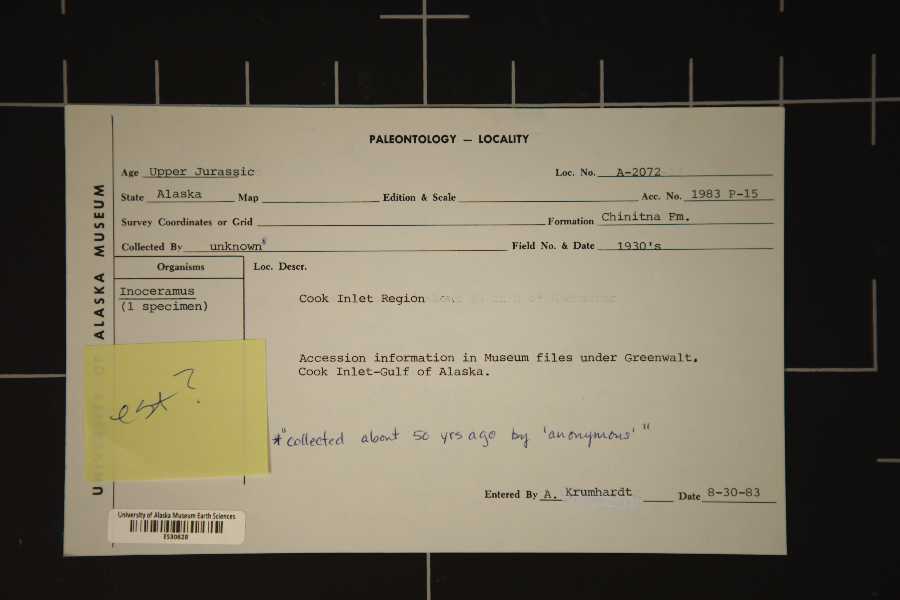 PALEONTOLOGY — LOCALITY
Age Upper Jurassic Loc. No. A-2072
State Alaska Map Edition & Scale Acc. No. 1983 P-15
Survey Coordinates or Grid Formation Chinitna Fm.
Collected By unknown* Field No. & Date 1930's
Organisms Loc. Descr.
Inoceramus
(1 specimen)
Cook Inlet Region
Accession information in Museum files under Greenwalt.
Cook Inlet-Gulf of Alaska.
est?
*"collected about 50 yrs ago by 'anonymous'"
Entered By A. Krumhardt Date 8-30-83
UNIVERSITY OF ALASKA MUSEUM
University of Alaska Museum Earth Sciences
ES30628